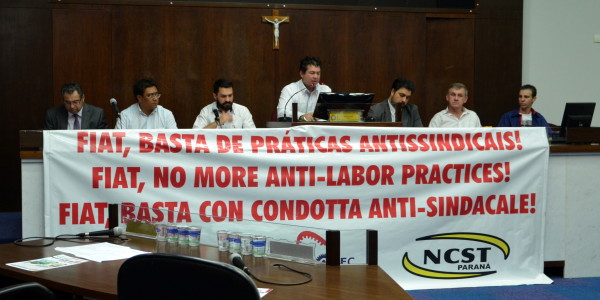 FIAT, BASTA DE PRÁTICAS ANTISSINDICAIS!
FIAT, NO MORE ANTI-LABOR PRACTICES!
FIAT, BASTA CON CONDOTTA ANTI-SINDACALE!
NCST
PARANÁ